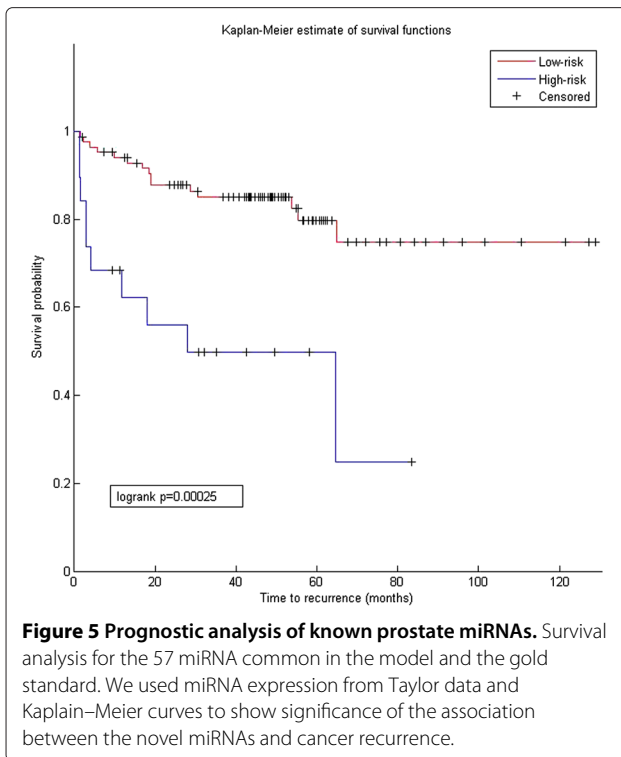 Kaplan-Meier estimate of survival functions
Low-risk
High-risk
Censored
1
0.8
0.6
0.4
0.2
0
Survival probability
logrank p=0.00025
0 20 40 60 80 100 120
Time to recurrence (months)
Figure 5 Prognostic analysis of known prostate miRNAs. Survival
analysis for the 57 miRNA common in the model and the gold
standard. We used miRNA expression from Taylor data and
Kaplain–Meier curves to show significance of the association
between the novel miRNAs and cancer recurrence.